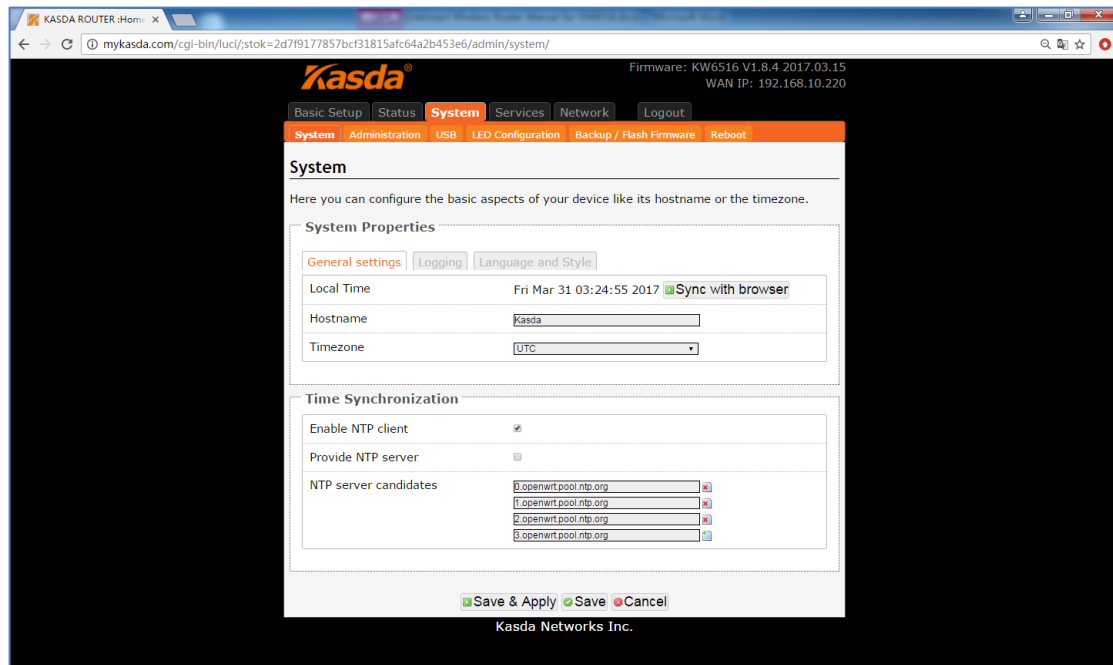 KASDA ROUTER :Home
mykasda.com/cgi-bin/luci/;stok=2d7f9177857bcf31815afc64a2b453e6/admin/system/
Kasda®
Firmware: KW6516 V1.8.4 2017.03.15
WAN IP: 192.168.10.220
Basic Setup Status System Services Network Logout
System Administration USB LED Configuration Backup / Flash Firmware Reboot
System
Here you can configure the basic aspects of your device like its hostname or the timezone.
System Properties
General settings Logging Language and Style
Local Time Fri Mar 31 03:24:55 2017 Sync with browser
Hostname Kasda
Timezone UTC
Time Synchronization
Enable NTP client
Provide NTP server
NTP server candidates 0.openwrt.pool.ntp.org
1.openwrt.pool.ntp.org
2.openwrt.pool.ntp.org
3.openwrt.pool.ntp.org
Save & Apply Save Cancel
Kasda Networks Inc.